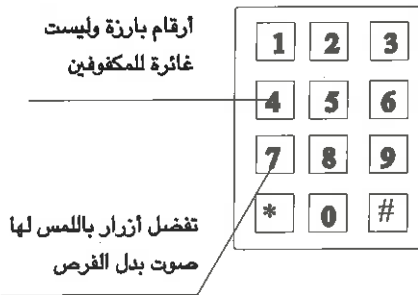 أرقام بارزة وليست
غائرة للمكفوفين
1 2 3
4 5 6
7 8 9
* 0 #
تفضل أزرار باللمس لها
صوت بدل القرص